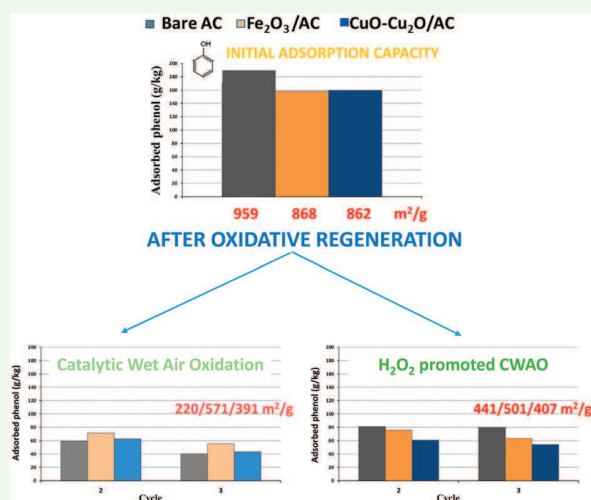 Bare AC Fe₂O₃/AC CuO-Cu₂O/AC
OH
INITIAL ADSORPTION CAPACITY
Adsorbed phenol (g/kg)
200
180
160
140
120
100
80
60
40
20
0
959 868 862 m²/g
AFTER OXIDATIVE REGENERATION
Catalytic Wet Air Oxidation
220/571/391 m²/g
Adsorbed phenol (g/kg)
200
180
160
140
120
100
80
60
40
20
0
2 3
Cycle
H₂O₂ promoted CWAO
441/501/407 m²/g
Adsorbed phenol (g/kg)
200
180
160
140
120
100
80
60
40
20
0
2 3
Cycle